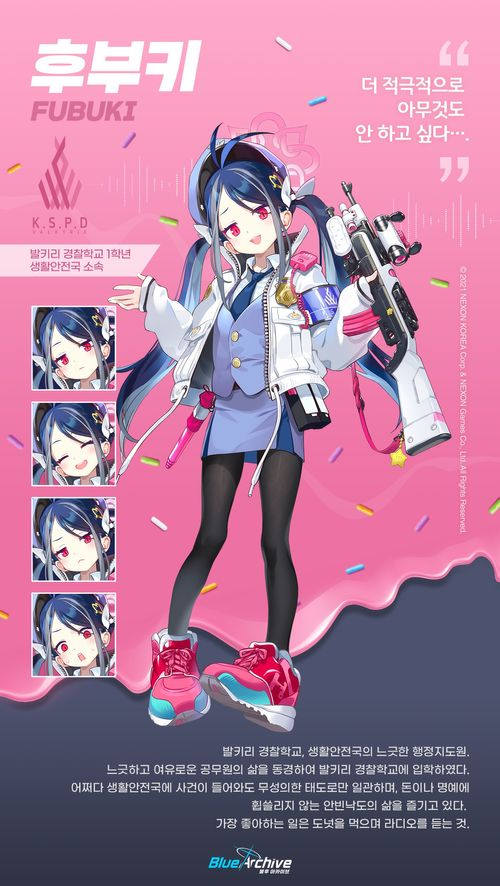 후부키
FUBUKI
K.S.P.D
VALKYRIE
발키리 경찰학교 1학년
생활안전국 소속
“
더 적극적으로
아무것도
안 하고 싶다….
”
© 2021 NEXON KOREA Corp. & NEXON Games Co., Ltd. All Rights Reserved.
발키리 경찰학교, 생활안전국의 느긋한 행정지도원.
느긋하고 여유로운 공무원의 삶을 동경하여 발키리 경찰학교에 입학하였다.
어쩌다 생활안전국에 사건이 들어와도 무성의한 태도로만 일관하며, 돈이나 명예에
휩쓸리지 않는 안빈낙도의 삶을 즐기고 있다.
가장 좋아하는 일은 도넛을 먹으며 라디오를 듣는 것.
Blue Archive
블루 아카이브